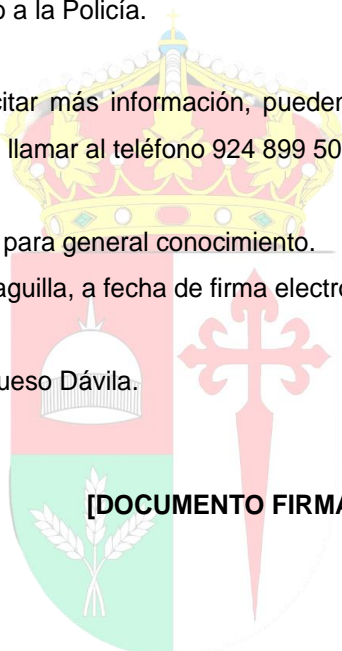 o a la Policía.
citar más información, pueden
llamar al teléfono 924 899 50
para general conocimiento.
aguilla, a fecha de firma electró
ueso Dávila.
[DOCUMENTO FIRMA